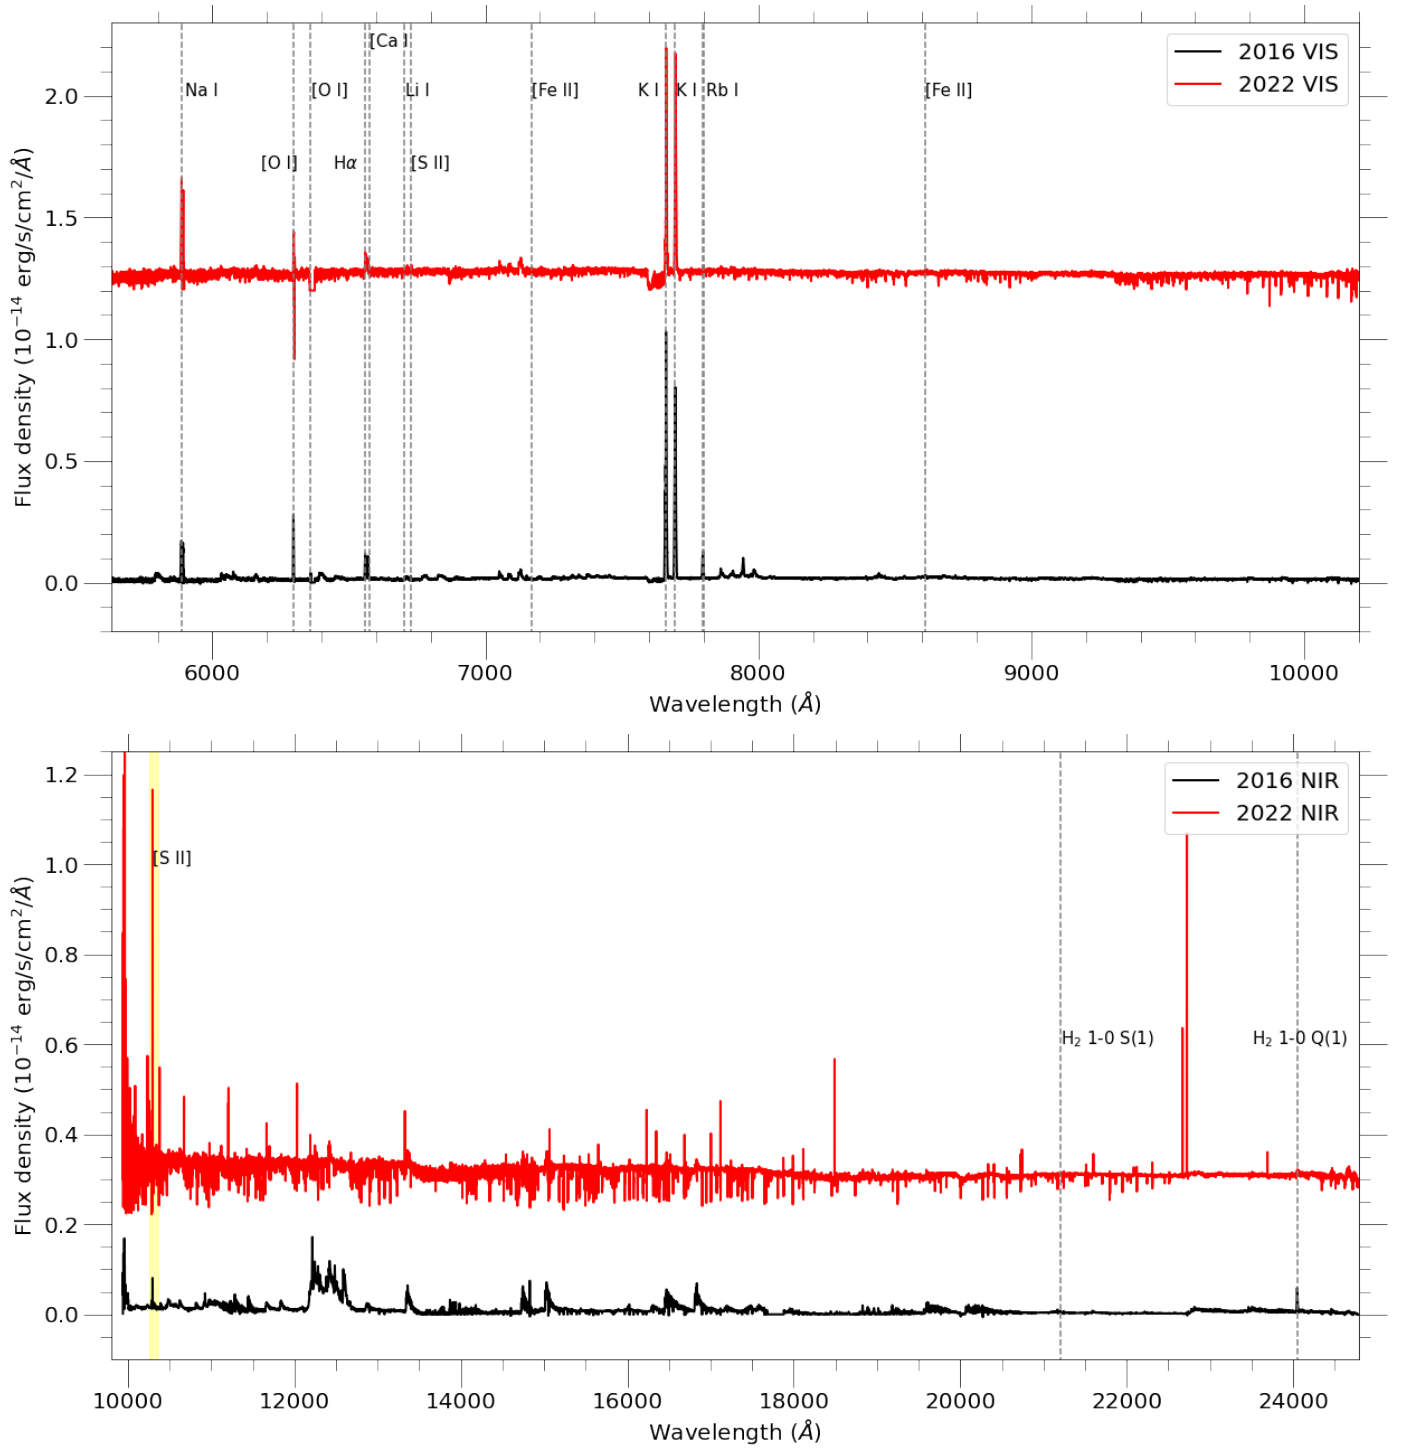 [Ca I
2016 VIS
2022 VIS
Na I
[O I]
Li I
[Fe II]
K I
K I
Rb I
[Fe II]
[O I]
Hα
[S II]
2.0
1.5
1.0
0.5
0.0
Flux density (10⁻¹⁴ erg/s/cm²/Å)
6000 7000 8000 9000 10000
Wavelength (Å)
2016 NIR
2022 NIR
[S II]
H₂ 1-0 S(1)
H₂ 1-0 Q(1)
1.2
1.0
0.8
0.6
0.4
0.2
0.0
Flux density (10⁻¹⁴ erg/s/cm²/Å)
10000 12000 14000 16000 18000 20000 22000 24000
Wavelength (Å)